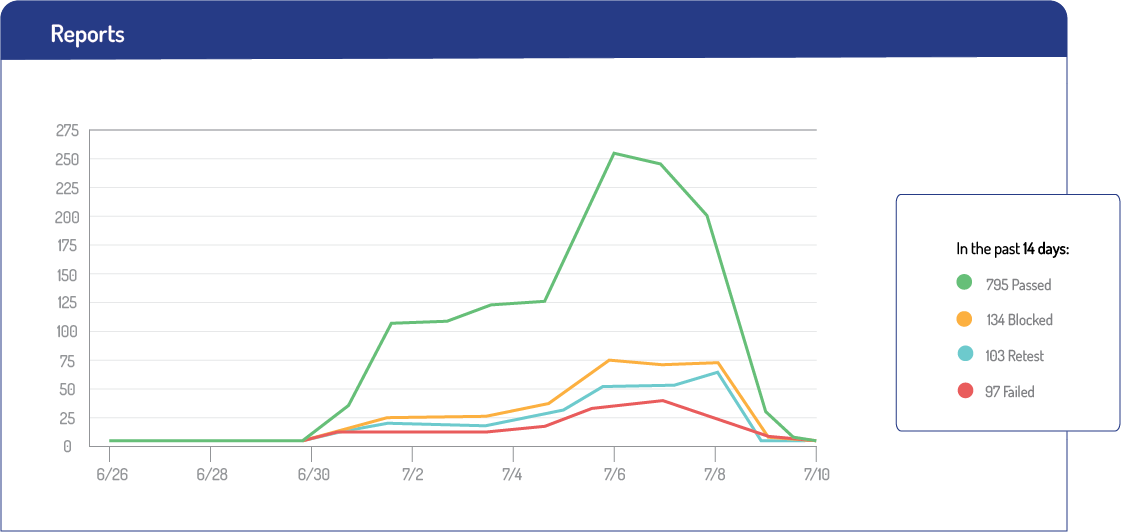 Reports
275
250
225
200
175
150
125
100
75
50
25
0
6/26 6/28 6/30 7/2 7/4 7/6 7/8 7/10
In the past 14 days:
795 Passed
134 Blocked
103 Retest
97 Failed